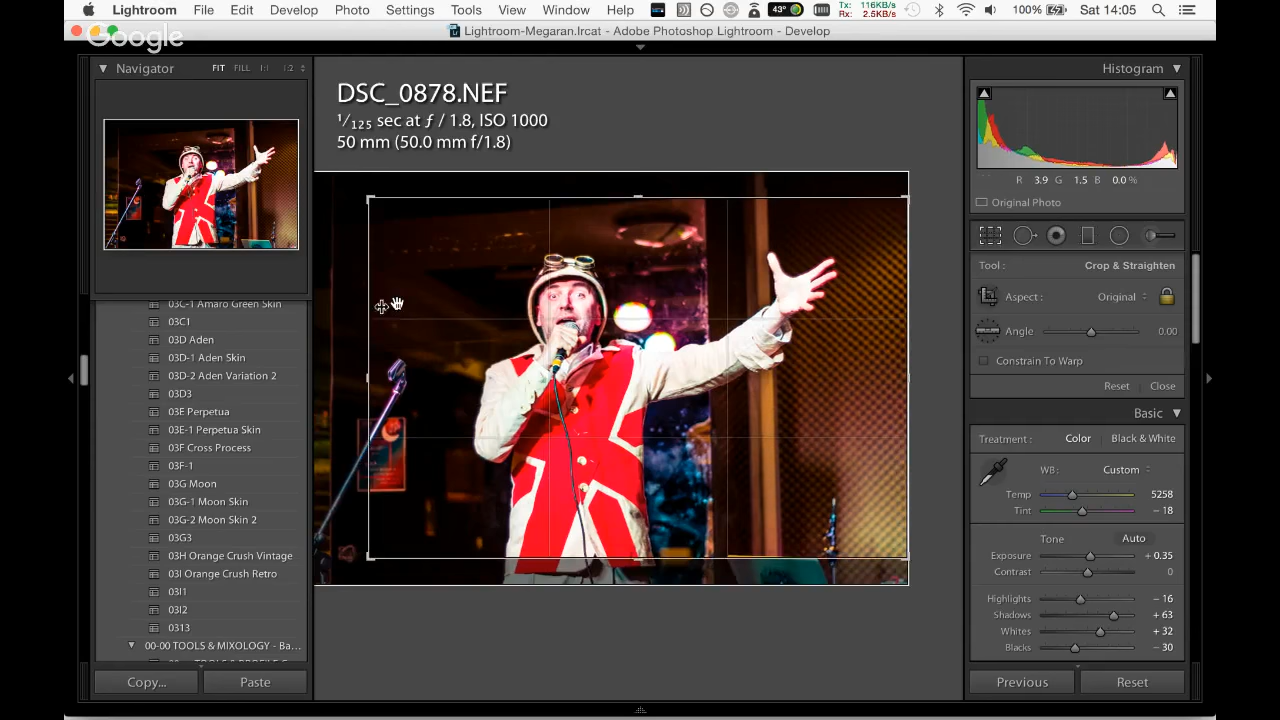 Lightroom File Edit Develop Photo Settings Tools View Window Help 43° Tx: 116KB/s Rx: 2.5KB/s 100% Sat 14:05
Google
Lightroom-Megaran.lrcat - Adobe Photoshop Lightroom - Develop
Navigator FIT FILL 1:1 1:2
03C-1 Amaro Green Skin
03C1
03D Aden
03D-1 Aden Skin
03D-2 Aden Variation 2
03D3
03E Perpetua
03E-1 Perpetua Skin
03F Cross Process
03F-1
03G Moon
03G-1 Moon Skin
03G-2 Moon Skin 2
03G3
03H Orange Crush Vintage
03I Orange Crush Retro
03I1
03I2
03I3
00-00 TOOLS & MIXOLOGY - Ba...
Copy... Paste
DSC_0878.NEF
1/125 sec at ƒ / 1.8, ISO 1000
50 mm (50.0 mm f/1.8)
Histogram
R 3.9 G 1.5 B 0.0 %
Original Photo
Tool : Crop & Straighten
Aspect : Original
Angle 0.00
Constrain To Warp
Reset Close
Basic
Treatment : Color Black & White
WB : Custom
Temp 5258
Tint – 18
Tone Auto
Exposure + 0.35
Contrast 0
Highlights – 16
Shadows + 63
Whites + 32
Blacks – 30
Previous Reset